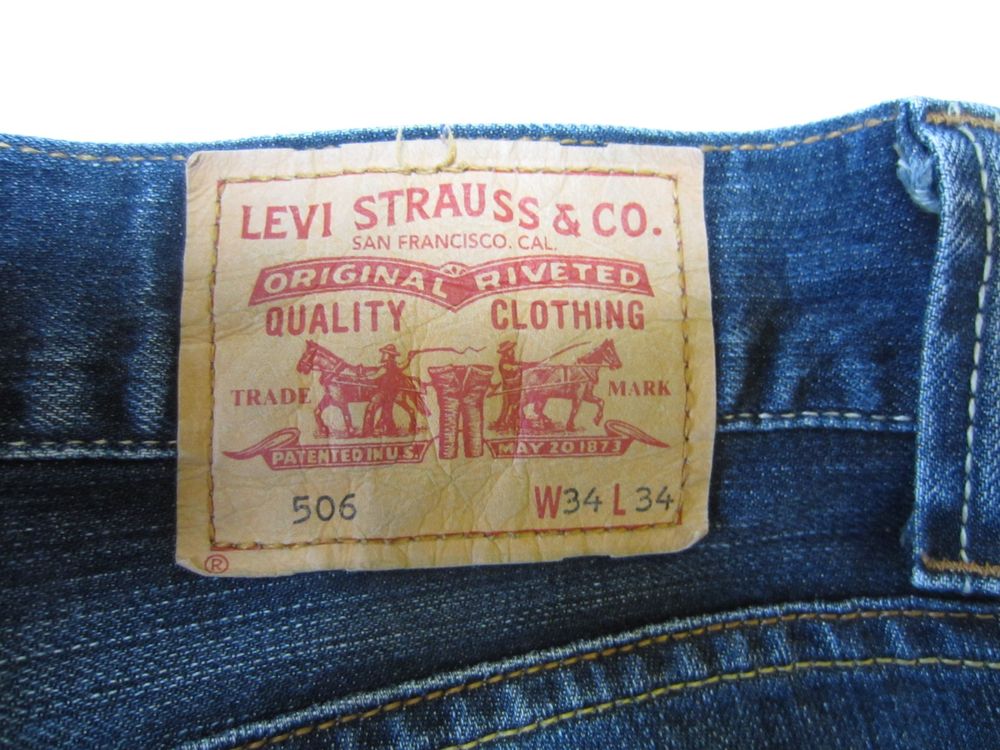 LEVI STRAUSS & CO.
SAN FRANCISCO. CAL.
ORIGINAL RIVETED
QUALITY CLOTHING
TRADE MARK
PATENTED IN U.S. MAY 20 1873
506 W34 L 34
®